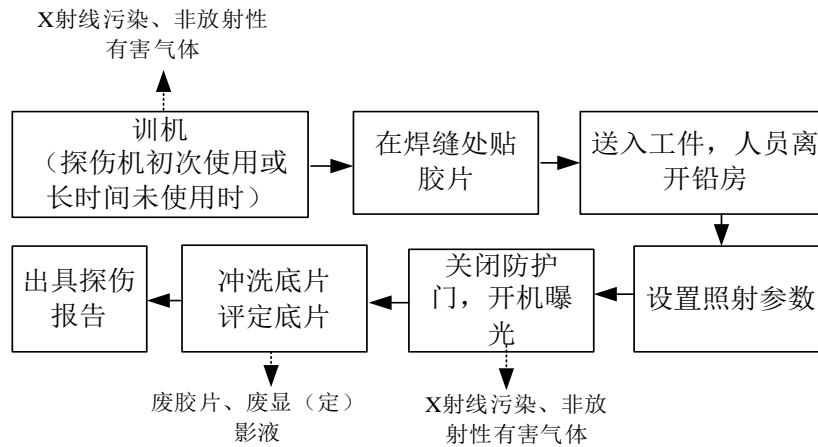 X射线污染、非放射性
有害气体
训机
（探伤机初次使用或
长时间未使用时）
在焊缝处贴
胶片
送入工件，人员离
开铅房
设置照射参数
关闭防护
门，开机曝
光
冲洗底片
评定底片
出具探伤
报告
废胶片、废显（定）
影液
X射线污染、非放
射性有害气体